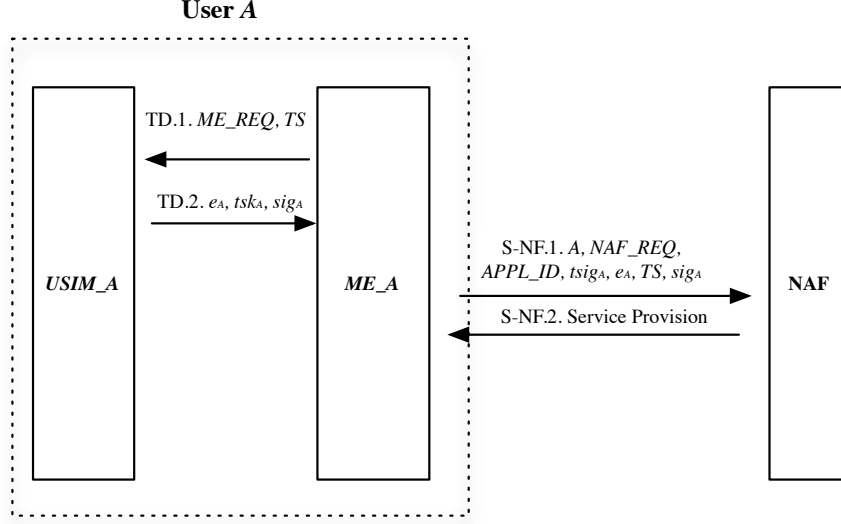 User A
TD.1. ME_REQ, TS
TD.2. eA, tskA, sigA
S-NF.1. A, NAF_REQ,
APPL_ID, tsigA, eA, TS, sigA
USIM_A
ME_A
NAF
S-NF.2. Service Provision